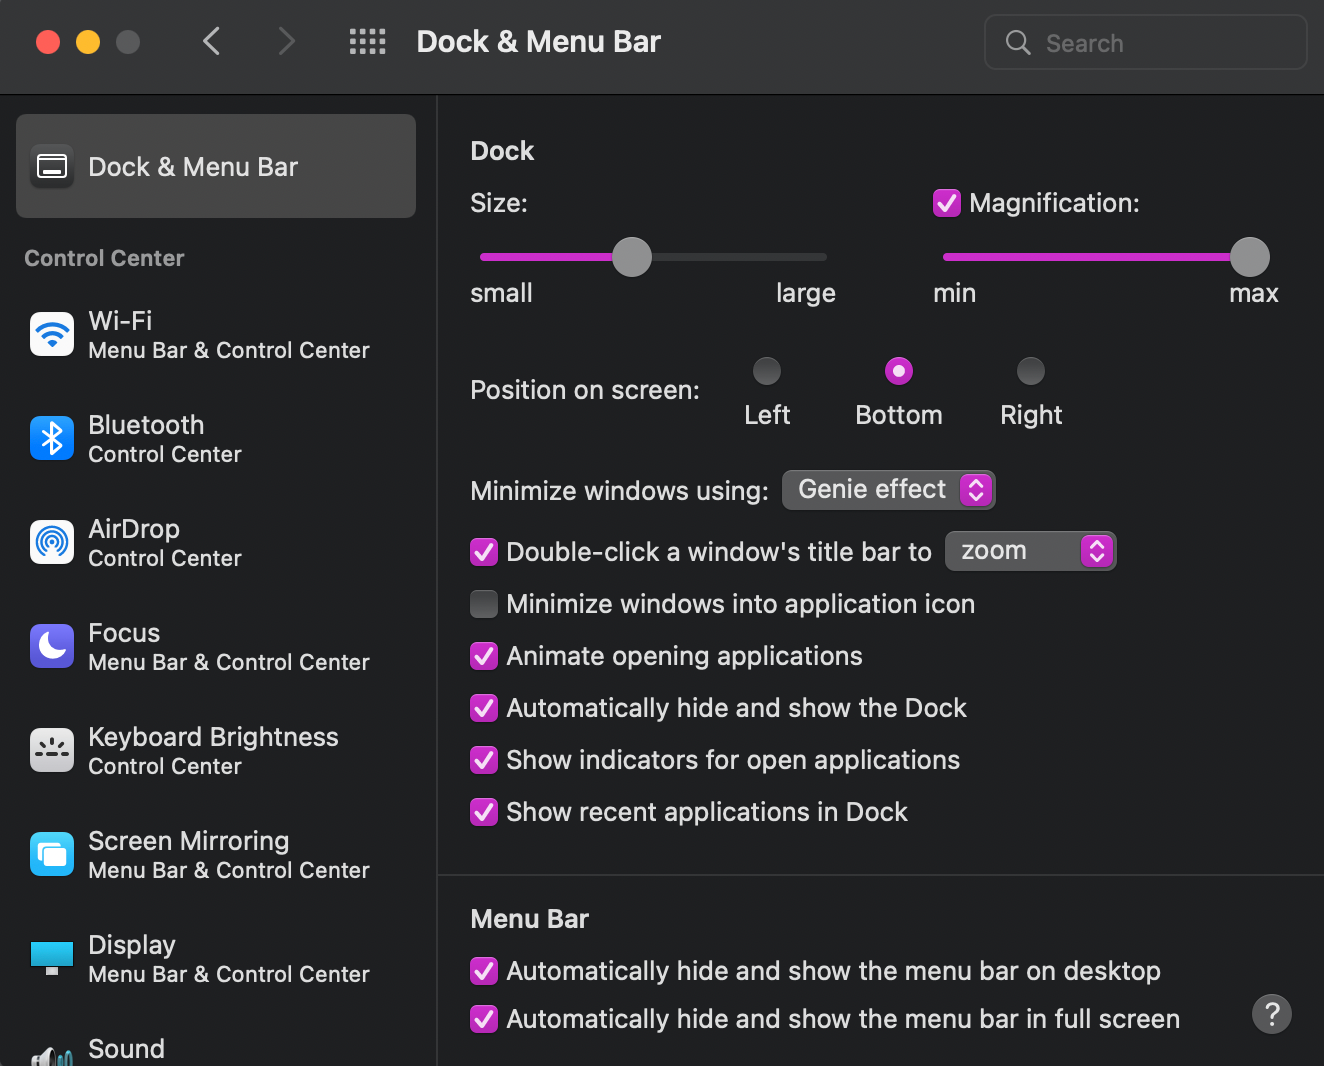 Dock & Menu Bar
Search
Dock & Menu Bar
Control Center
Wi-Fi
Menu Bar & Control Center
Bluetooth
Control Center
AirDrop
Control Center
Focus
Menu Bar & Control Center
Keyboard Brightness
Control Center
Screen Mirroring
Menu Bar & Control Center
Display
Menu Bar & Control Center
Sound
Dock
Size:
Magnification:
small large
min max
Position on screen:
Left Bottom Right
Minimize windows using: Genie effect
Double-click a window's title bar to zoom
Minimize windows into application icon
Animate opening applications
Automatically hide and show the Dock
Show indicators for open applications
Show recent applications in Dock
Menu Bar
Automatically hide and show the menu bar on desktop
Automatically hide and show the menu bar in full screen
?